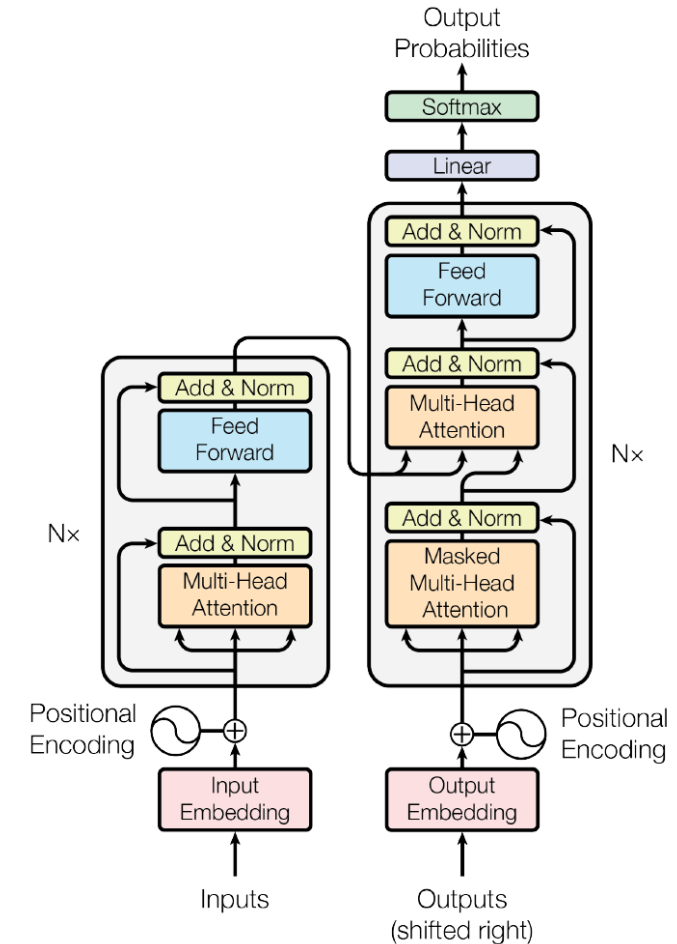 Output
Probabilities
Softmax
Linear
Add & Norm
Feed
Forward
Add & Norm
Multi-Head
Attention
Add & Norm
Masked
Multi-Head
Attention
N×
Add & Norm
Feed
Forward
Add & Norm
Multi-Head
Attention
N×
Positional
Encoding
Positional
Encoding
Input
Embedding
Output
Embedding
Inputs
Outputs
(shifted right)